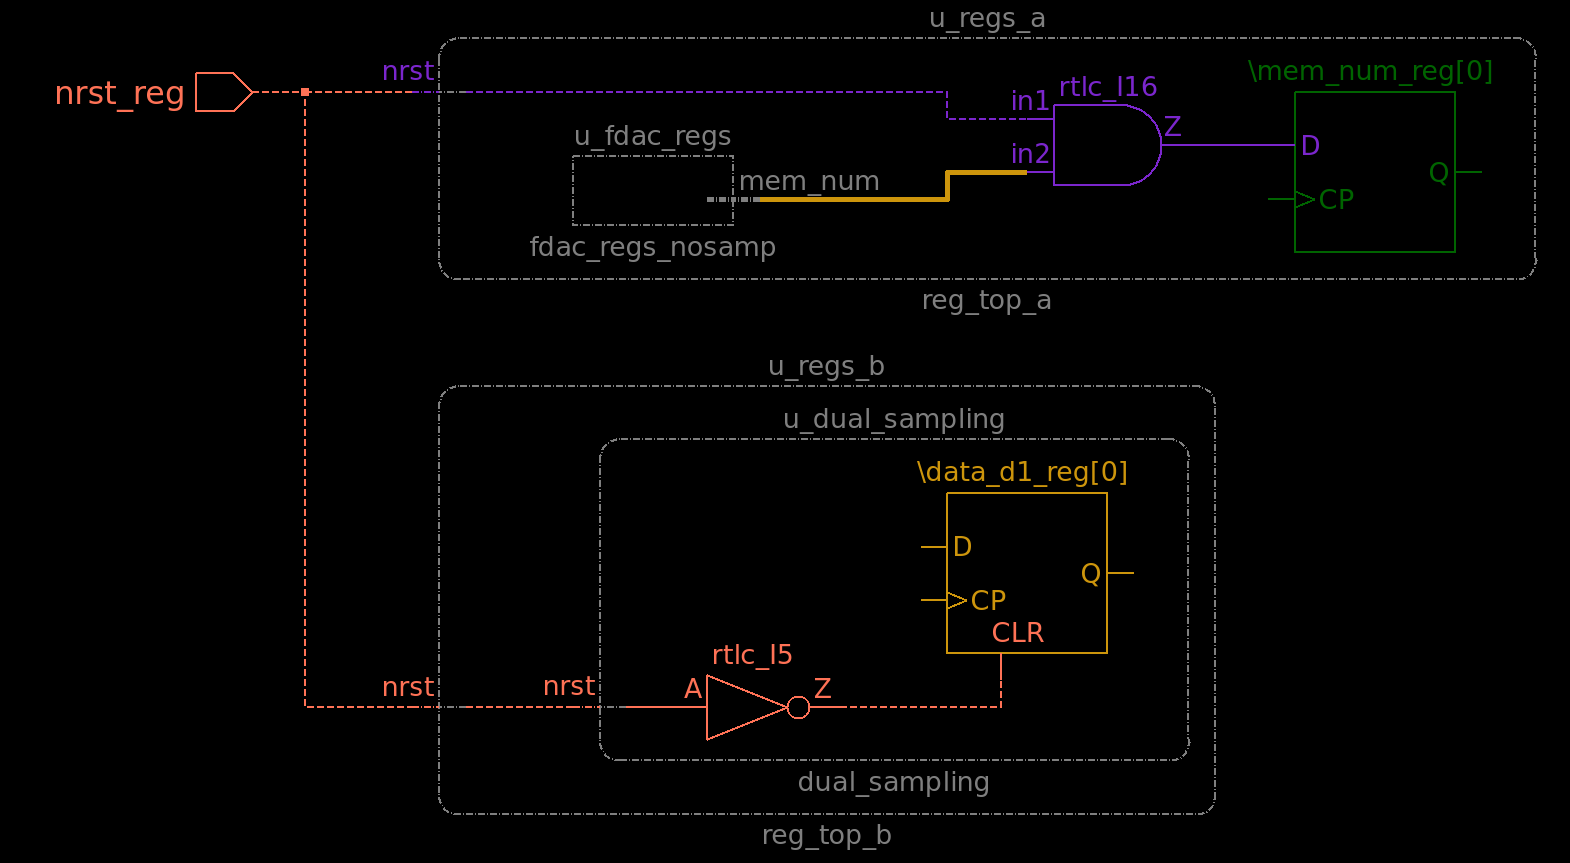 u_regs_a
nrst_reg
nrst
\mem_num_reg[0]
rtlc_I16
in1
Z
u_fdac_regs
in2
D
mem_num
Q
CP
fdac_regs_nosamp
reg_top_a
u_regs_b
u_dual_sampling
\data_d1_reg[0]
D
Q
CP
CLR
rtlc_I5
nrst
nrst
A
Z
dual_sampling
reg_top_b